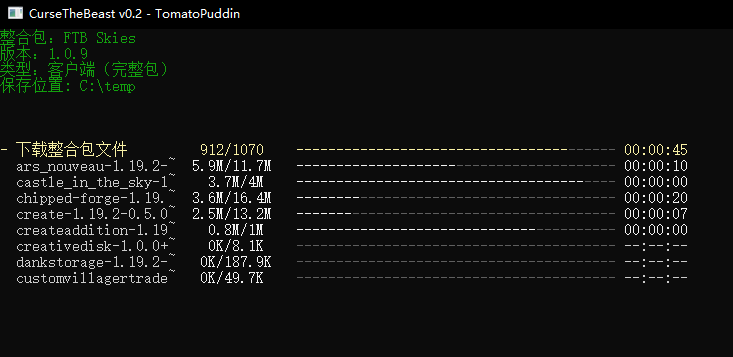 CurseTheBeast v0.2 - TomatoPuddin
整合包: FTB Skies
版本: 1.0.9
类型: 客户端 (完整包)
保存位置: C:\temp
- 下载整合包文件 912/1070 00:00:45
ars_nouveau-1.19.2-~ 5.9M/11.7M 00:00:10
castle_in_the_sky-1~ 3.7M/4M 00:00:00
chipped-forge-1.19.~ 3.6M/16.4M 00:00:20
create-1.19.2-0.5.0~ 2.5M/13.2M 00:00:07
createaddition-1.19~ 0.8M/1M 00:00:00
creativedisk-1.0.0+~ 0K/8.1K --:--:--
dankstorage-1.19.2-~ 0K/187.9K --:--:--
customvillagertrade~ 0K/49.7K --:--:--